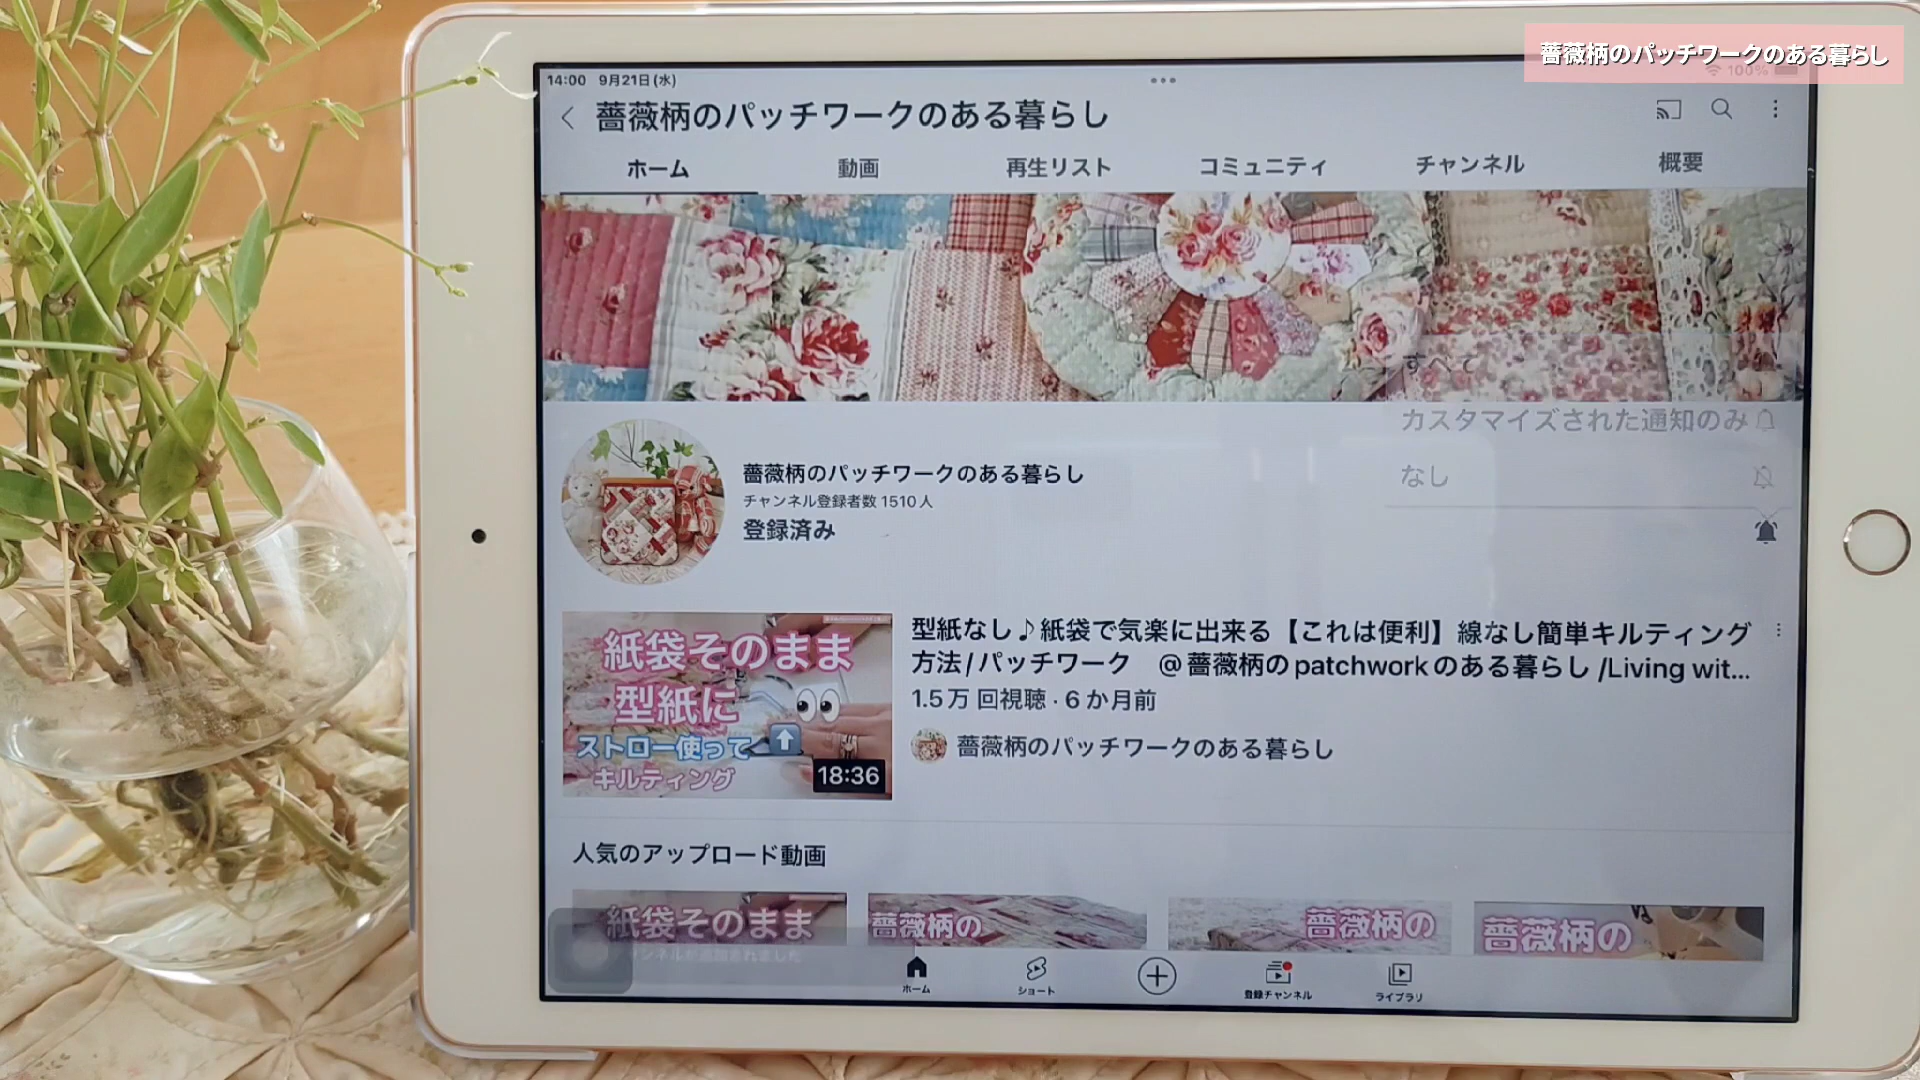 薔薇柄のパッチワークのある暮らし
14:00 9月21日(水)
100%
薔薇柄のパッチワークのある暮らし
ホーム 動画 再生リスト コミュニティ チャンネル 概要
すべて
カスタマイズされた通知のみ
なし
薔薇柄のパッチワークのある暮らし
チャンネル登録者数 1510人
登録済み
紙袋そのまま
型紙に
ストロー使って
キルティング
18:36
型紙なし♪紙袋で気楽に出来る【これは便利】線なし簡単キルティング
方法/パッチワーク @薔薇柄のpatchworkのある暮らし /Living wit...
1.5万 回視聴・6 か月前
薔薇柄のパッチワークのある暮らし
人気のアップロード動画
紙袋そのまま
薔薇柄の
薔薇柄の
薔薇柄の
ホーム ショート 登録チャンネル ライブラリ